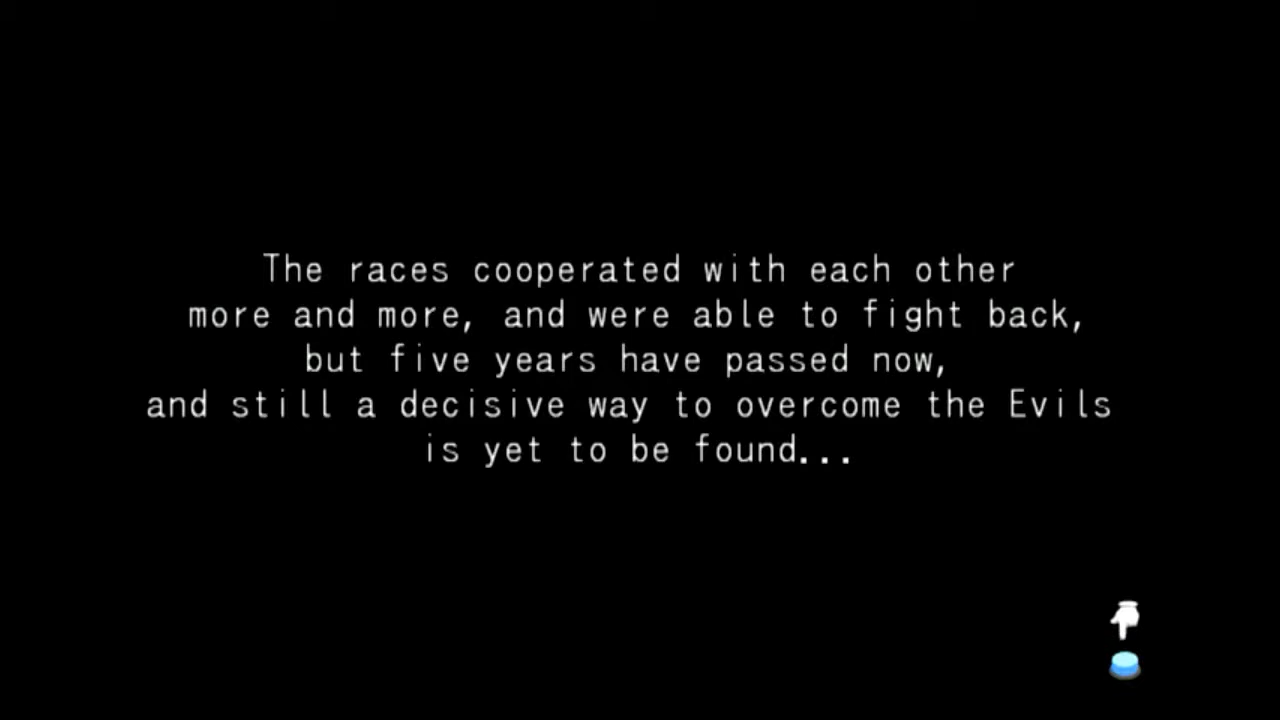 The races cooperated with each other
more and more, and were able to fight back,
but five years have passed now,
and still a decisive way to overcome the Evils
is yet to be found...